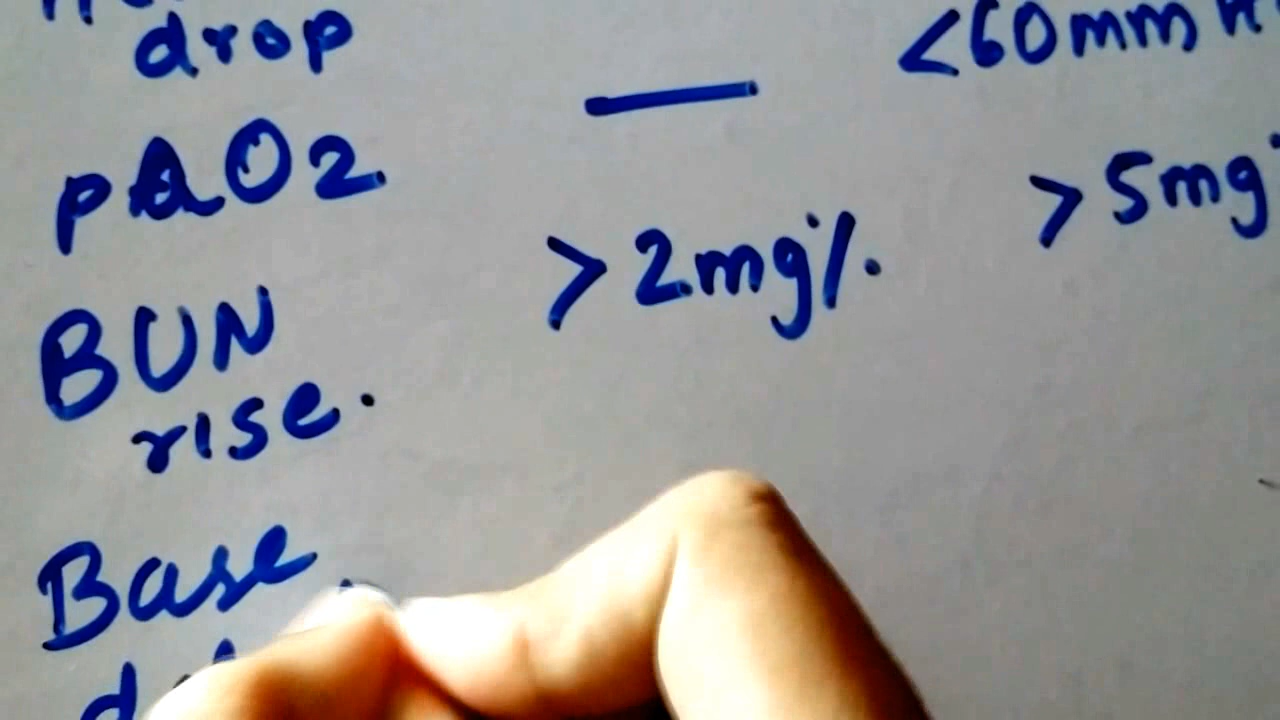 drop
— <60mm
pAO2
>2mg%. >5mg
BUN
rise.
Base